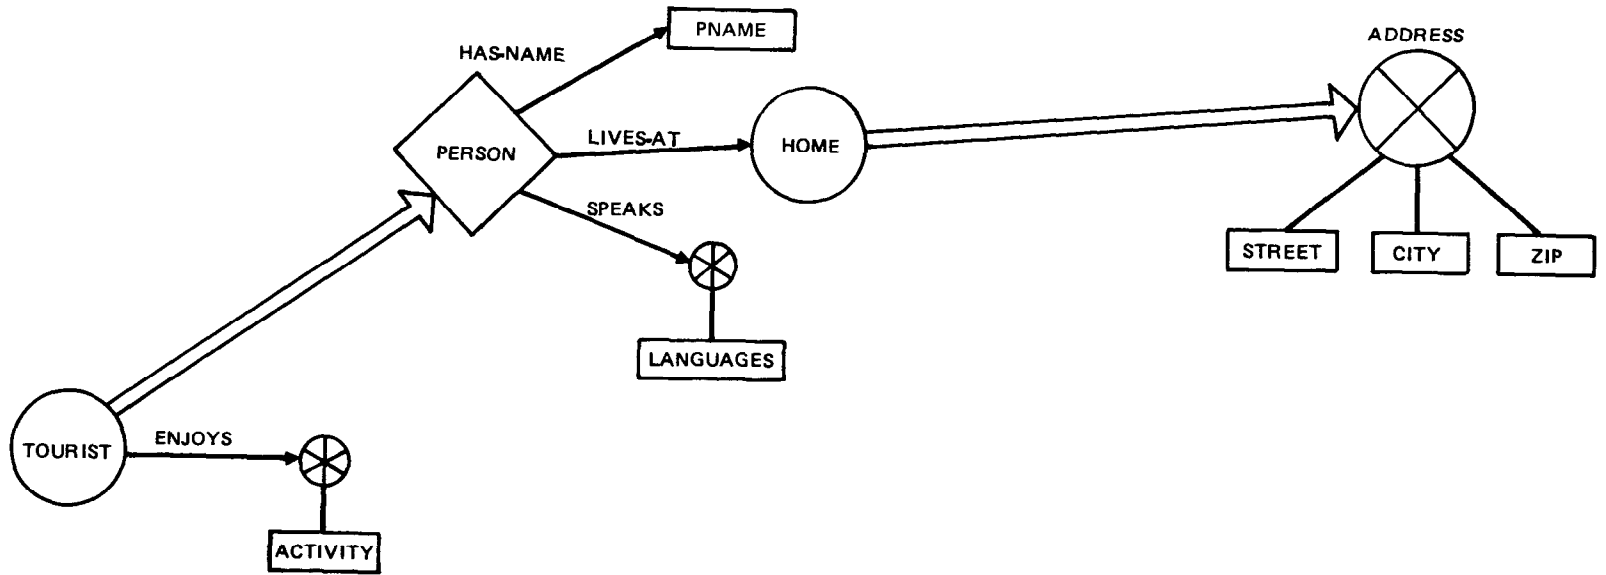 PNAME
HAS-NAME
ADDRESS
PERSON
LIVES-AT
HOME
SPEAKS
STREET
CITY
ZIP
LANGUAGES
TOURIST
ENJOYS
ACTIVITY